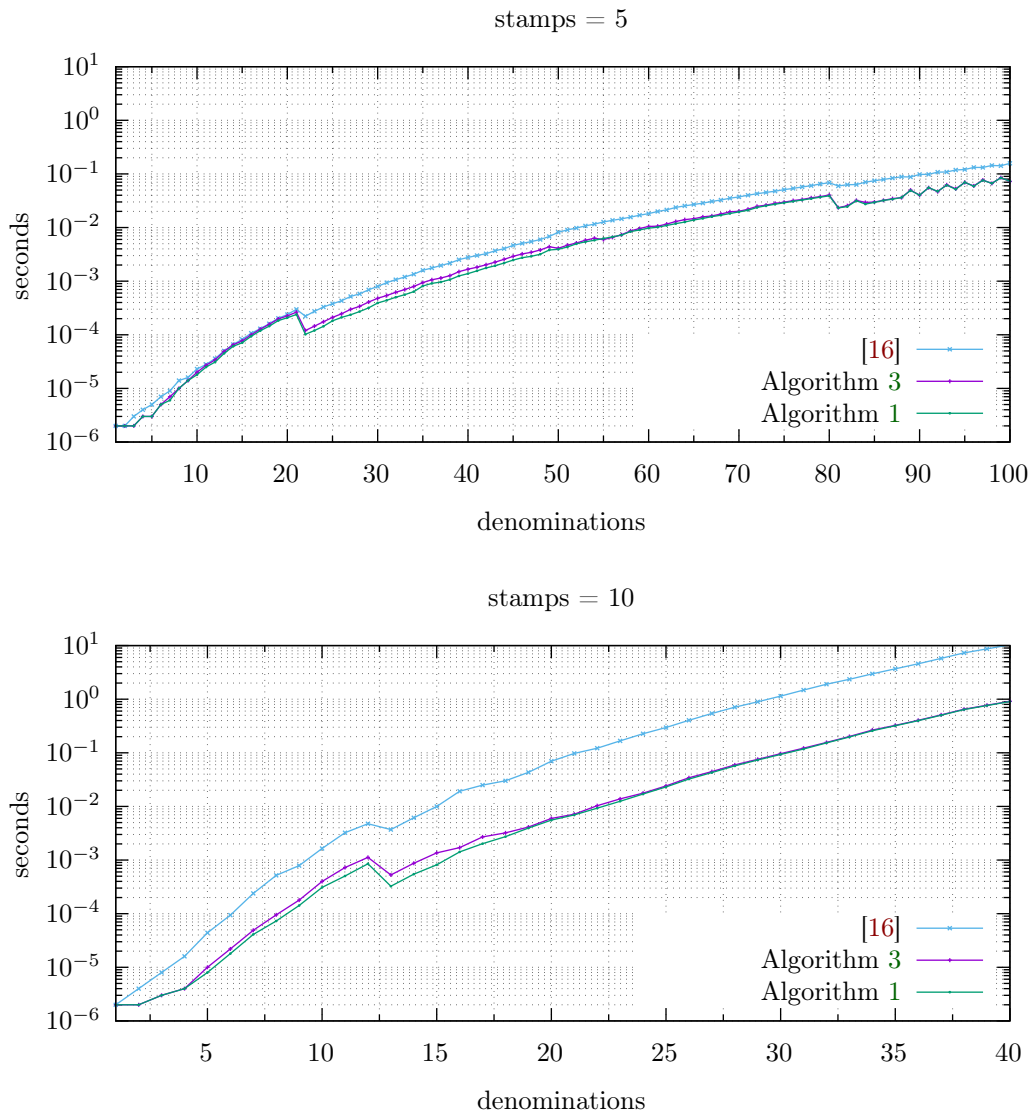 stamps = 5
10^1
10^0
10^-1
10^-2
10^-3
10^-4
10^-5
10^-6
seconds
[16]
Algorithm 3
Algorithm 1
10 20 30 40 50 60 70 80 90 100
denominations
stamps = 10
10^1
10^0
10^-1
10^-2
10^-3
10^-4
10^-5
10^-6
seconds
[16]
Algorithm 3
Algorithm 1
5 10 15 20 25 30 35 40
denominations